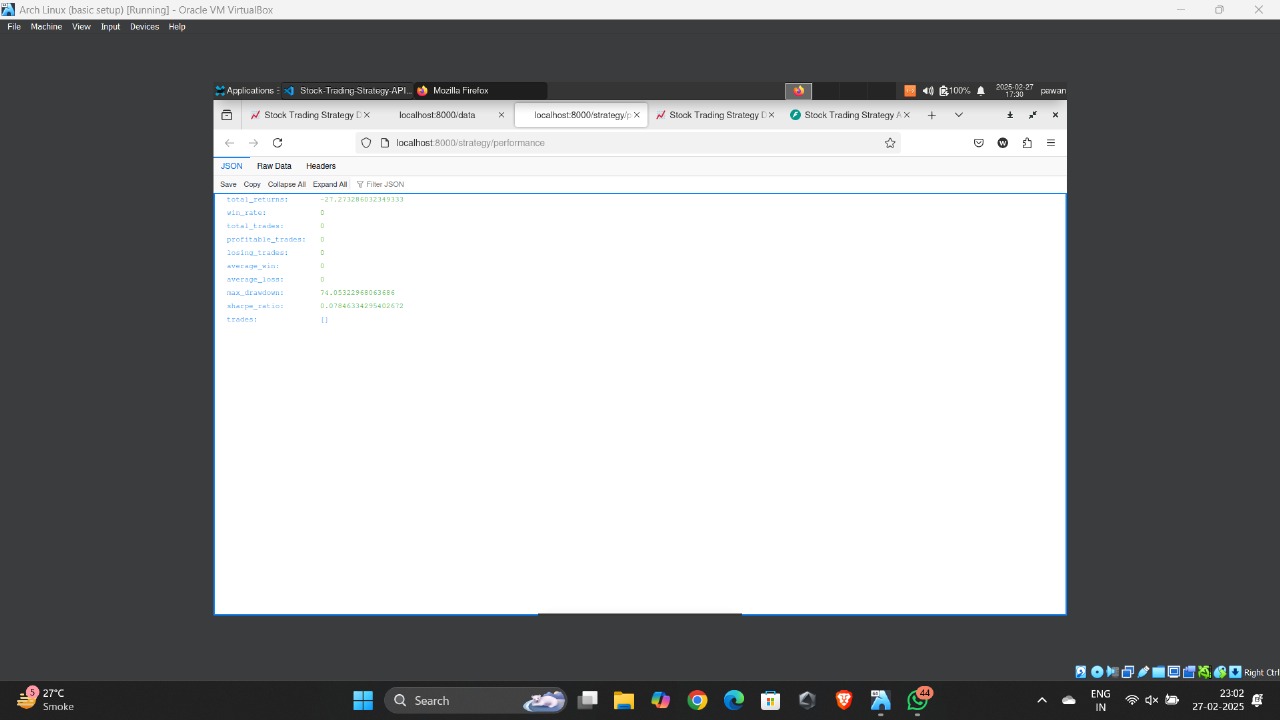 Arch Linux (basic setup) [Running] - Oracle VM VirtualBox
File Machine View Input Devices Help
Applications Stock-Trading-Strategy-API... Mozilla Firefox 100% 2025-02-27 pawan
17:30
Stock Trading Strategy D localhost:8000/data localhost:8000/strategy/p Stock Trading Strategy D Stock Trading Strategy A
localhost:8000/strategy/performance
JSON Raw Data Headers
Save Copy Collapse All Expand All Filter JSON
total_returns: -27.273286032349333
win_rate: 0
total_trades: 0
profitable_trades: 0
losing_trades: 0
average_win: 0
average_loss: 0
max_drawdown:
sharpe_ratio: 0.07846334295402672
trades: []
Right Ctrl
5 27°C
Smoke
Search
44
ENG
IN
23:02
27-02-2025